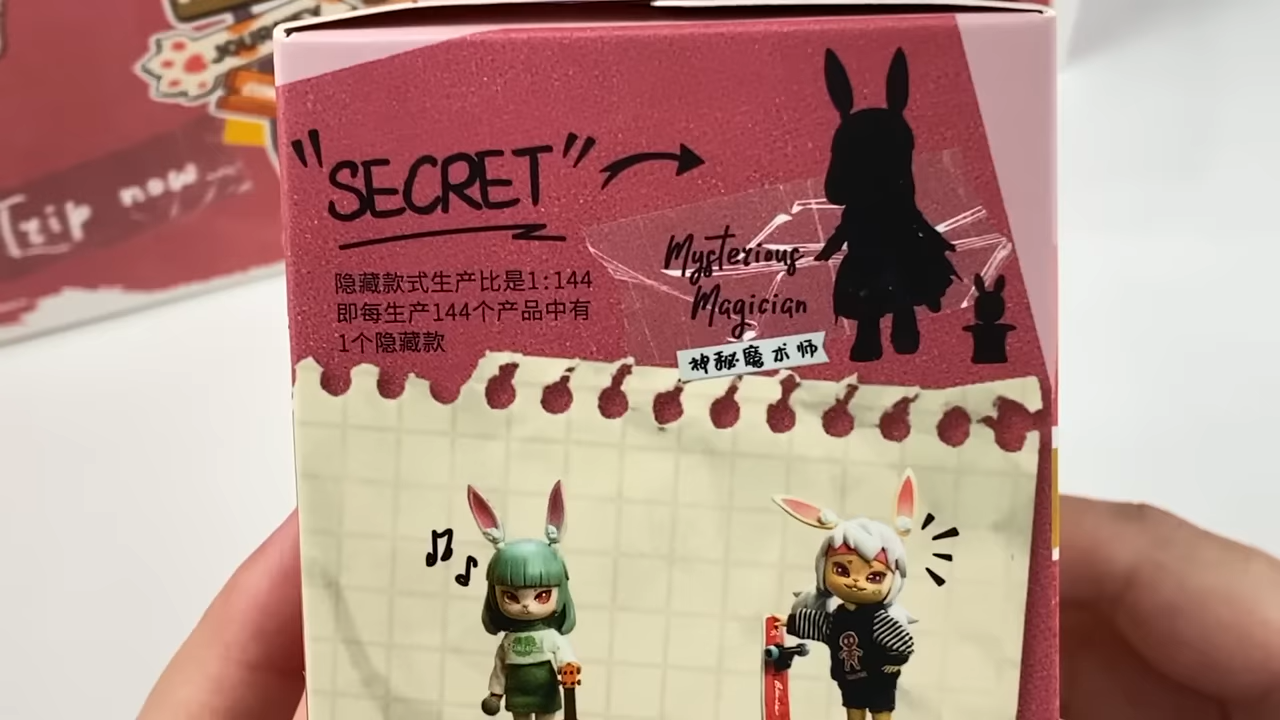 JOUR
zip now
"SECRET"
隐藏款式生产比是1:144
即每生产144个产品中有
1个隐藏款
Mysterious
Magician
神秘魔术师